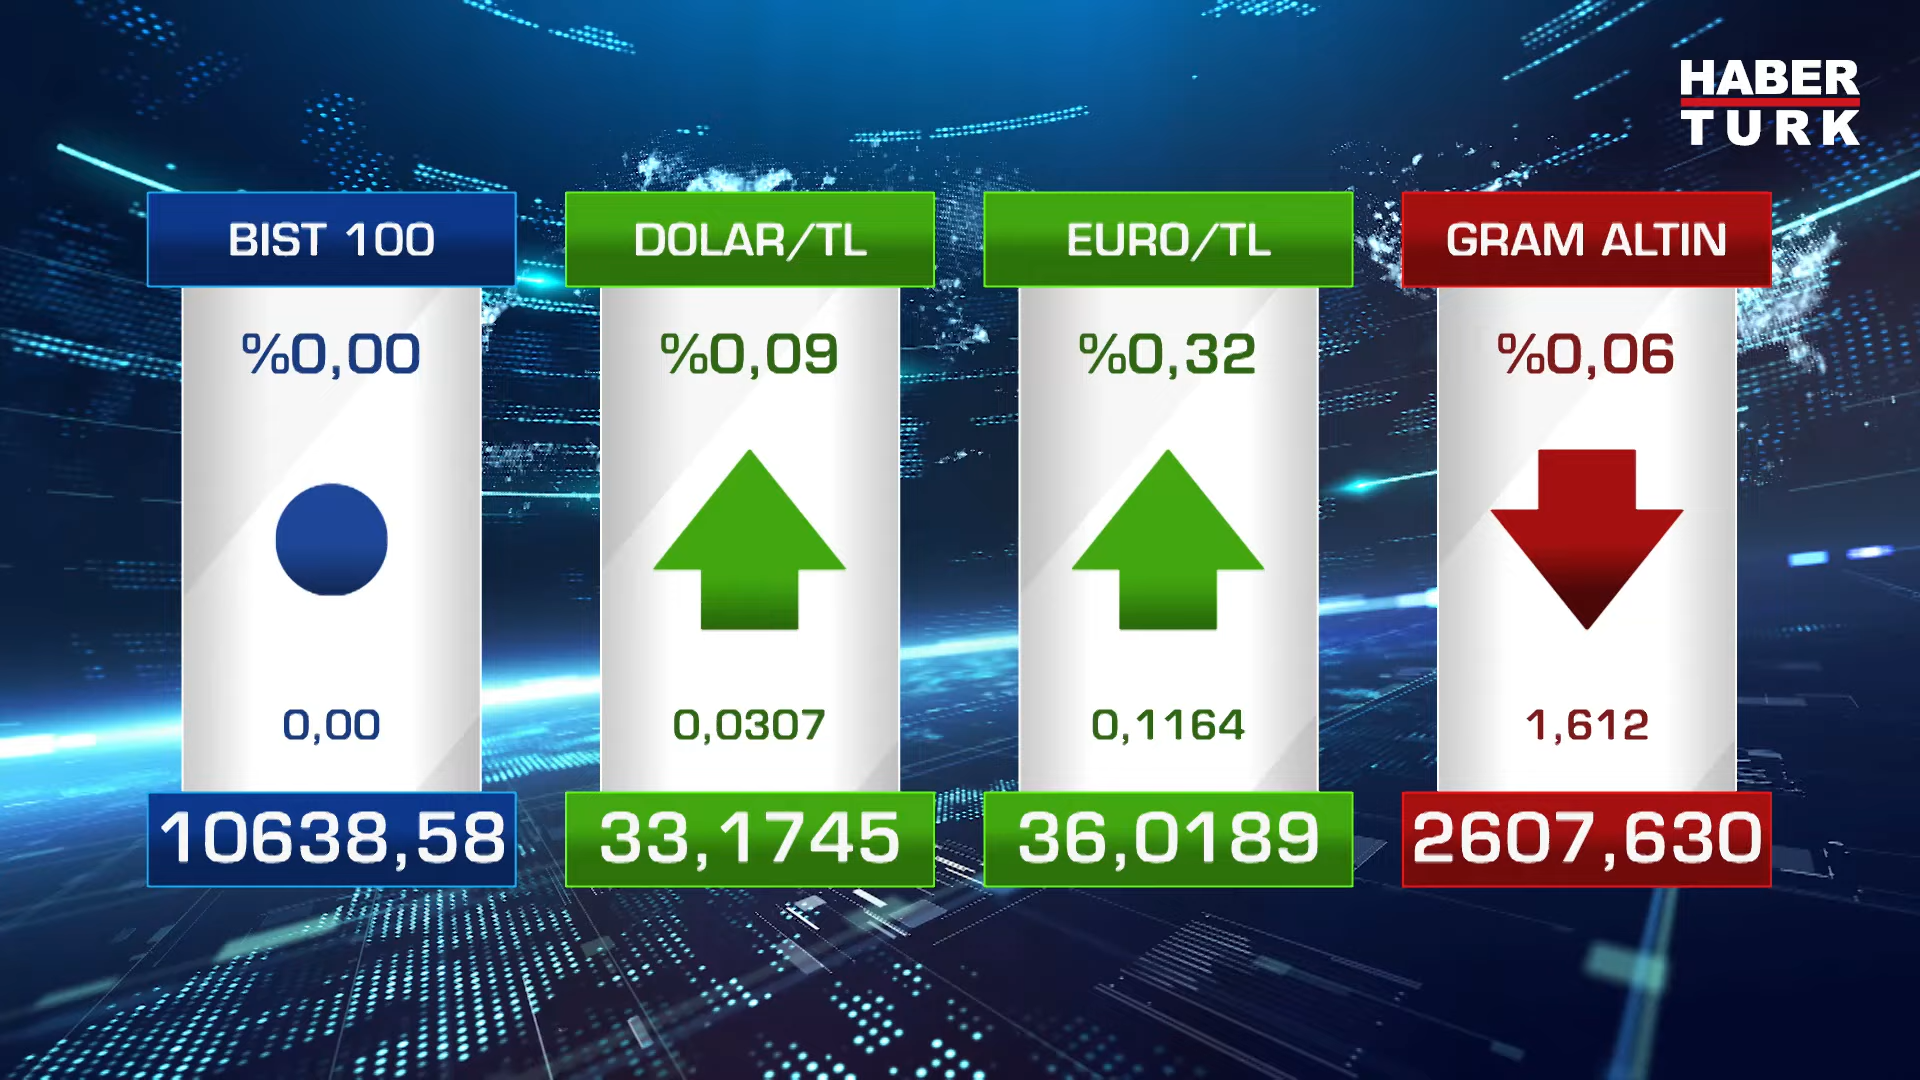 HABER
TURK
BIST 100
%0,00
0,00
10638,58
DOLAR/TL
%0,09
0,0307
33,1745
EURO/TL
%0,32
0,1164
36,0189
GRAM ALTIN
%0,06
1,612
2607,630